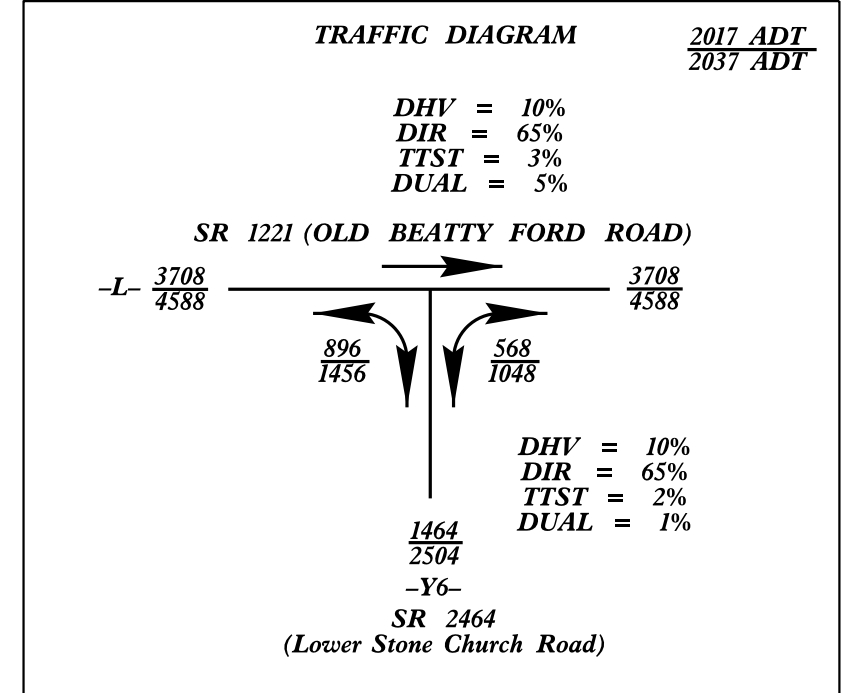 TRAFFIC DIAGRAM
2017 ADT
2037 ADT
DHV = 10%
DIR = 65%
TTST = 3%
DUAL = 5%
SR 1221 (OLD BEATTY FORD ROAD)
–L– 3708
4588
3708
4588
896
1456
568
1048
DHV = 10%
DIR = 65%
TTST = 2%
DUAL = 1%
1464
2504
–Y6–
SR 2464
(Lower Stone Church Road)